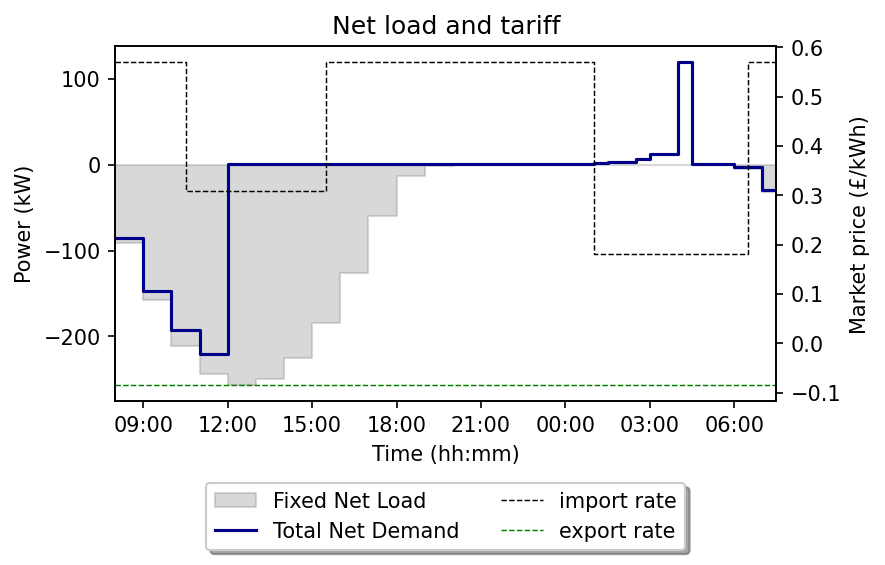 Net load and tariff
100
0
−100
−200
Power (kW)
0.6
0.5
0.4
0.3
0.2
0.1
0.0
−0.1
Market price (£/kWh)
09:00 12:00 15:00 18:00 21:00 00:00 03:00 06:00
Time (hh:mm)
Fixed Net Load
Total Net Demand
import rate
export rate